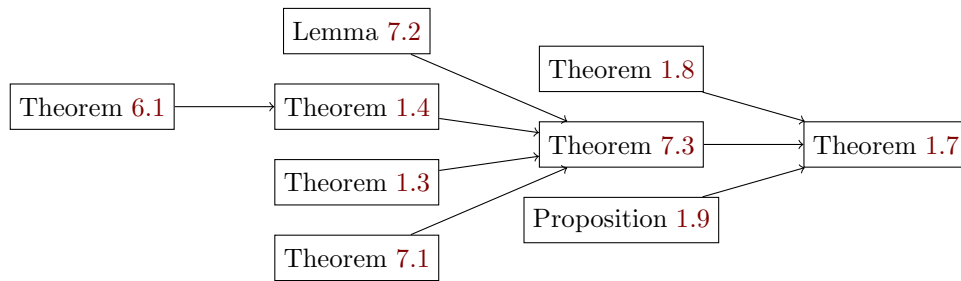 Lemma 7.2
Theorem 1.8
Theorem 6.1
Theorem 1.4
Theorem 7.3
Theorem 1.7
Theorem 1.3
Proposition 1.9
Theorem 7.1